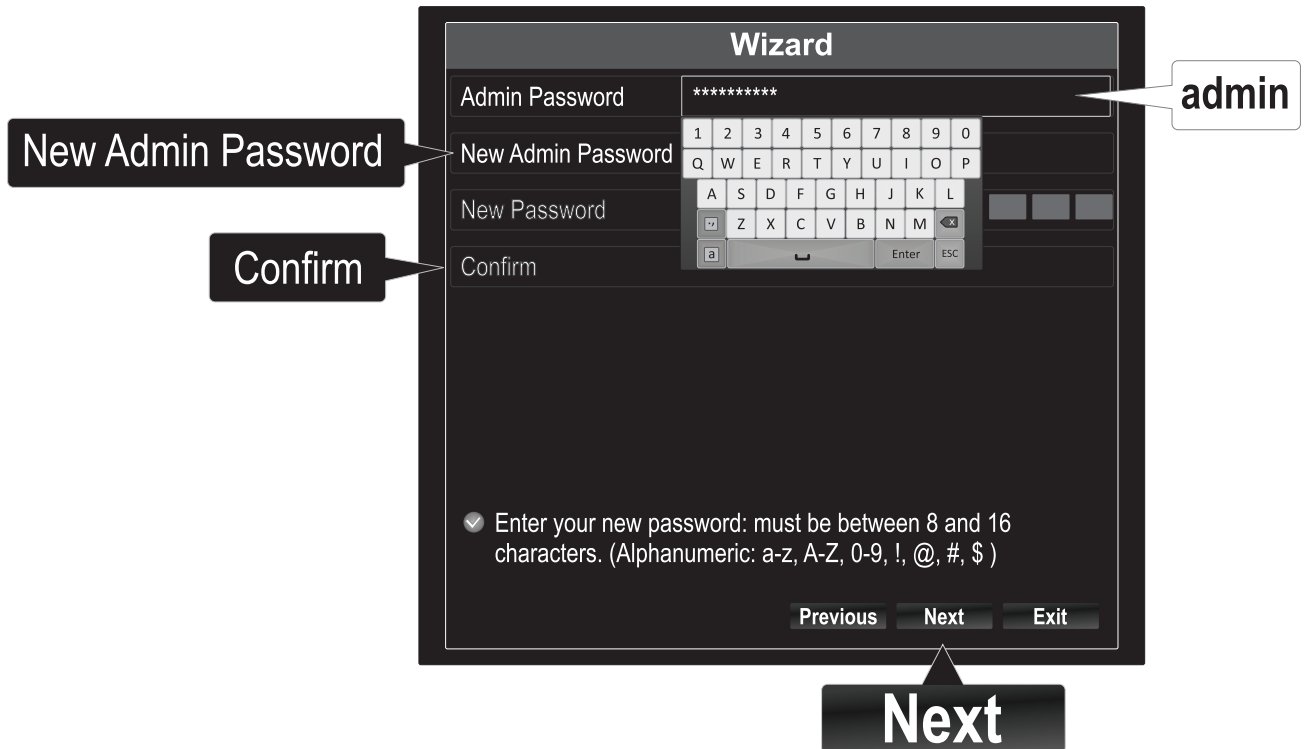 Wizard
Admin Password
**********
admin
New Admin Password
New Admin Password
New Password
Confirm
Confirm
1 2 3 4 5 6 7 8 9 0
Q W E R T Y U I O P
A S D F G H J K L
., Z X C V B N M X
a Enter ESC
Enter your new password: must be between 8 and 16
characters. (Alphanumeric: a-z, A-Z, 0-9, !, @, #, $ )
Previous Next Exit
Next